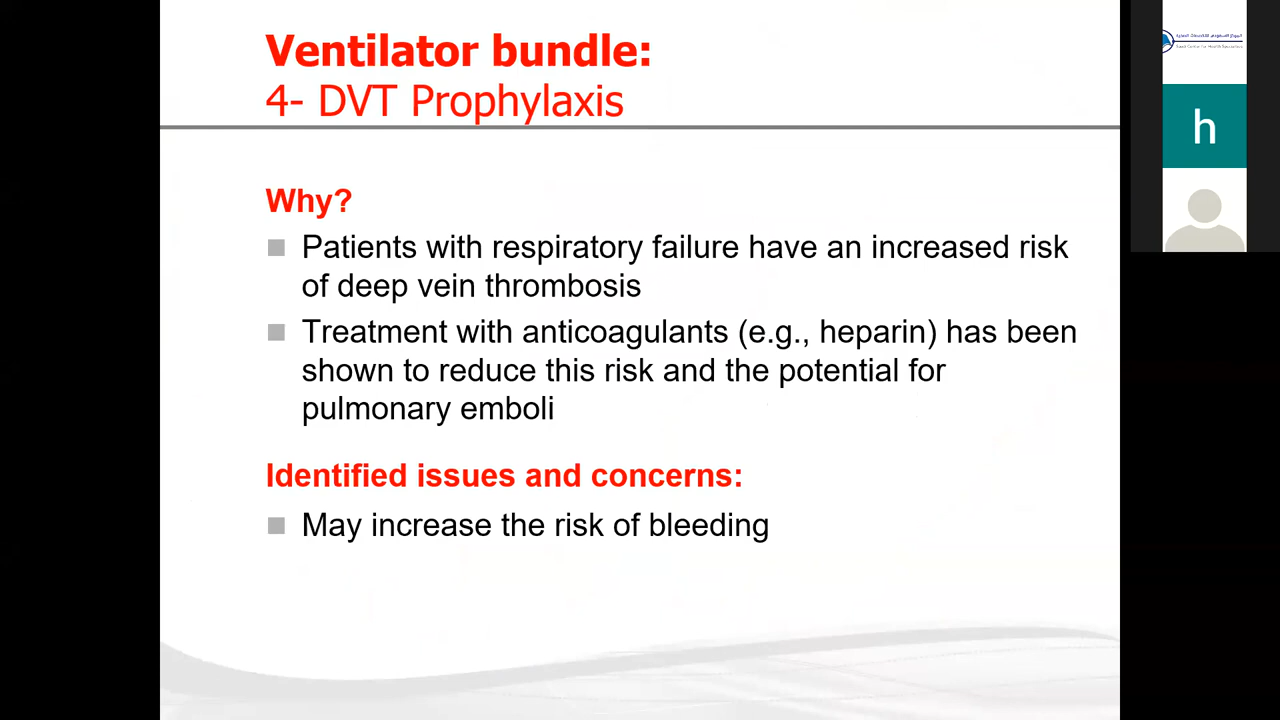 Ventilator bundle:
4- DVT Prophylaxis
Why?
Patients with respiratory failure have an increased risk
of deep vein thrombosis
Treatment with anticoagulants (e.g., heparin) has been
shown to reduce this risk and the potential for
pulmonary emboli
Identified issues and concerns:
May increase the risk of bleeding
h